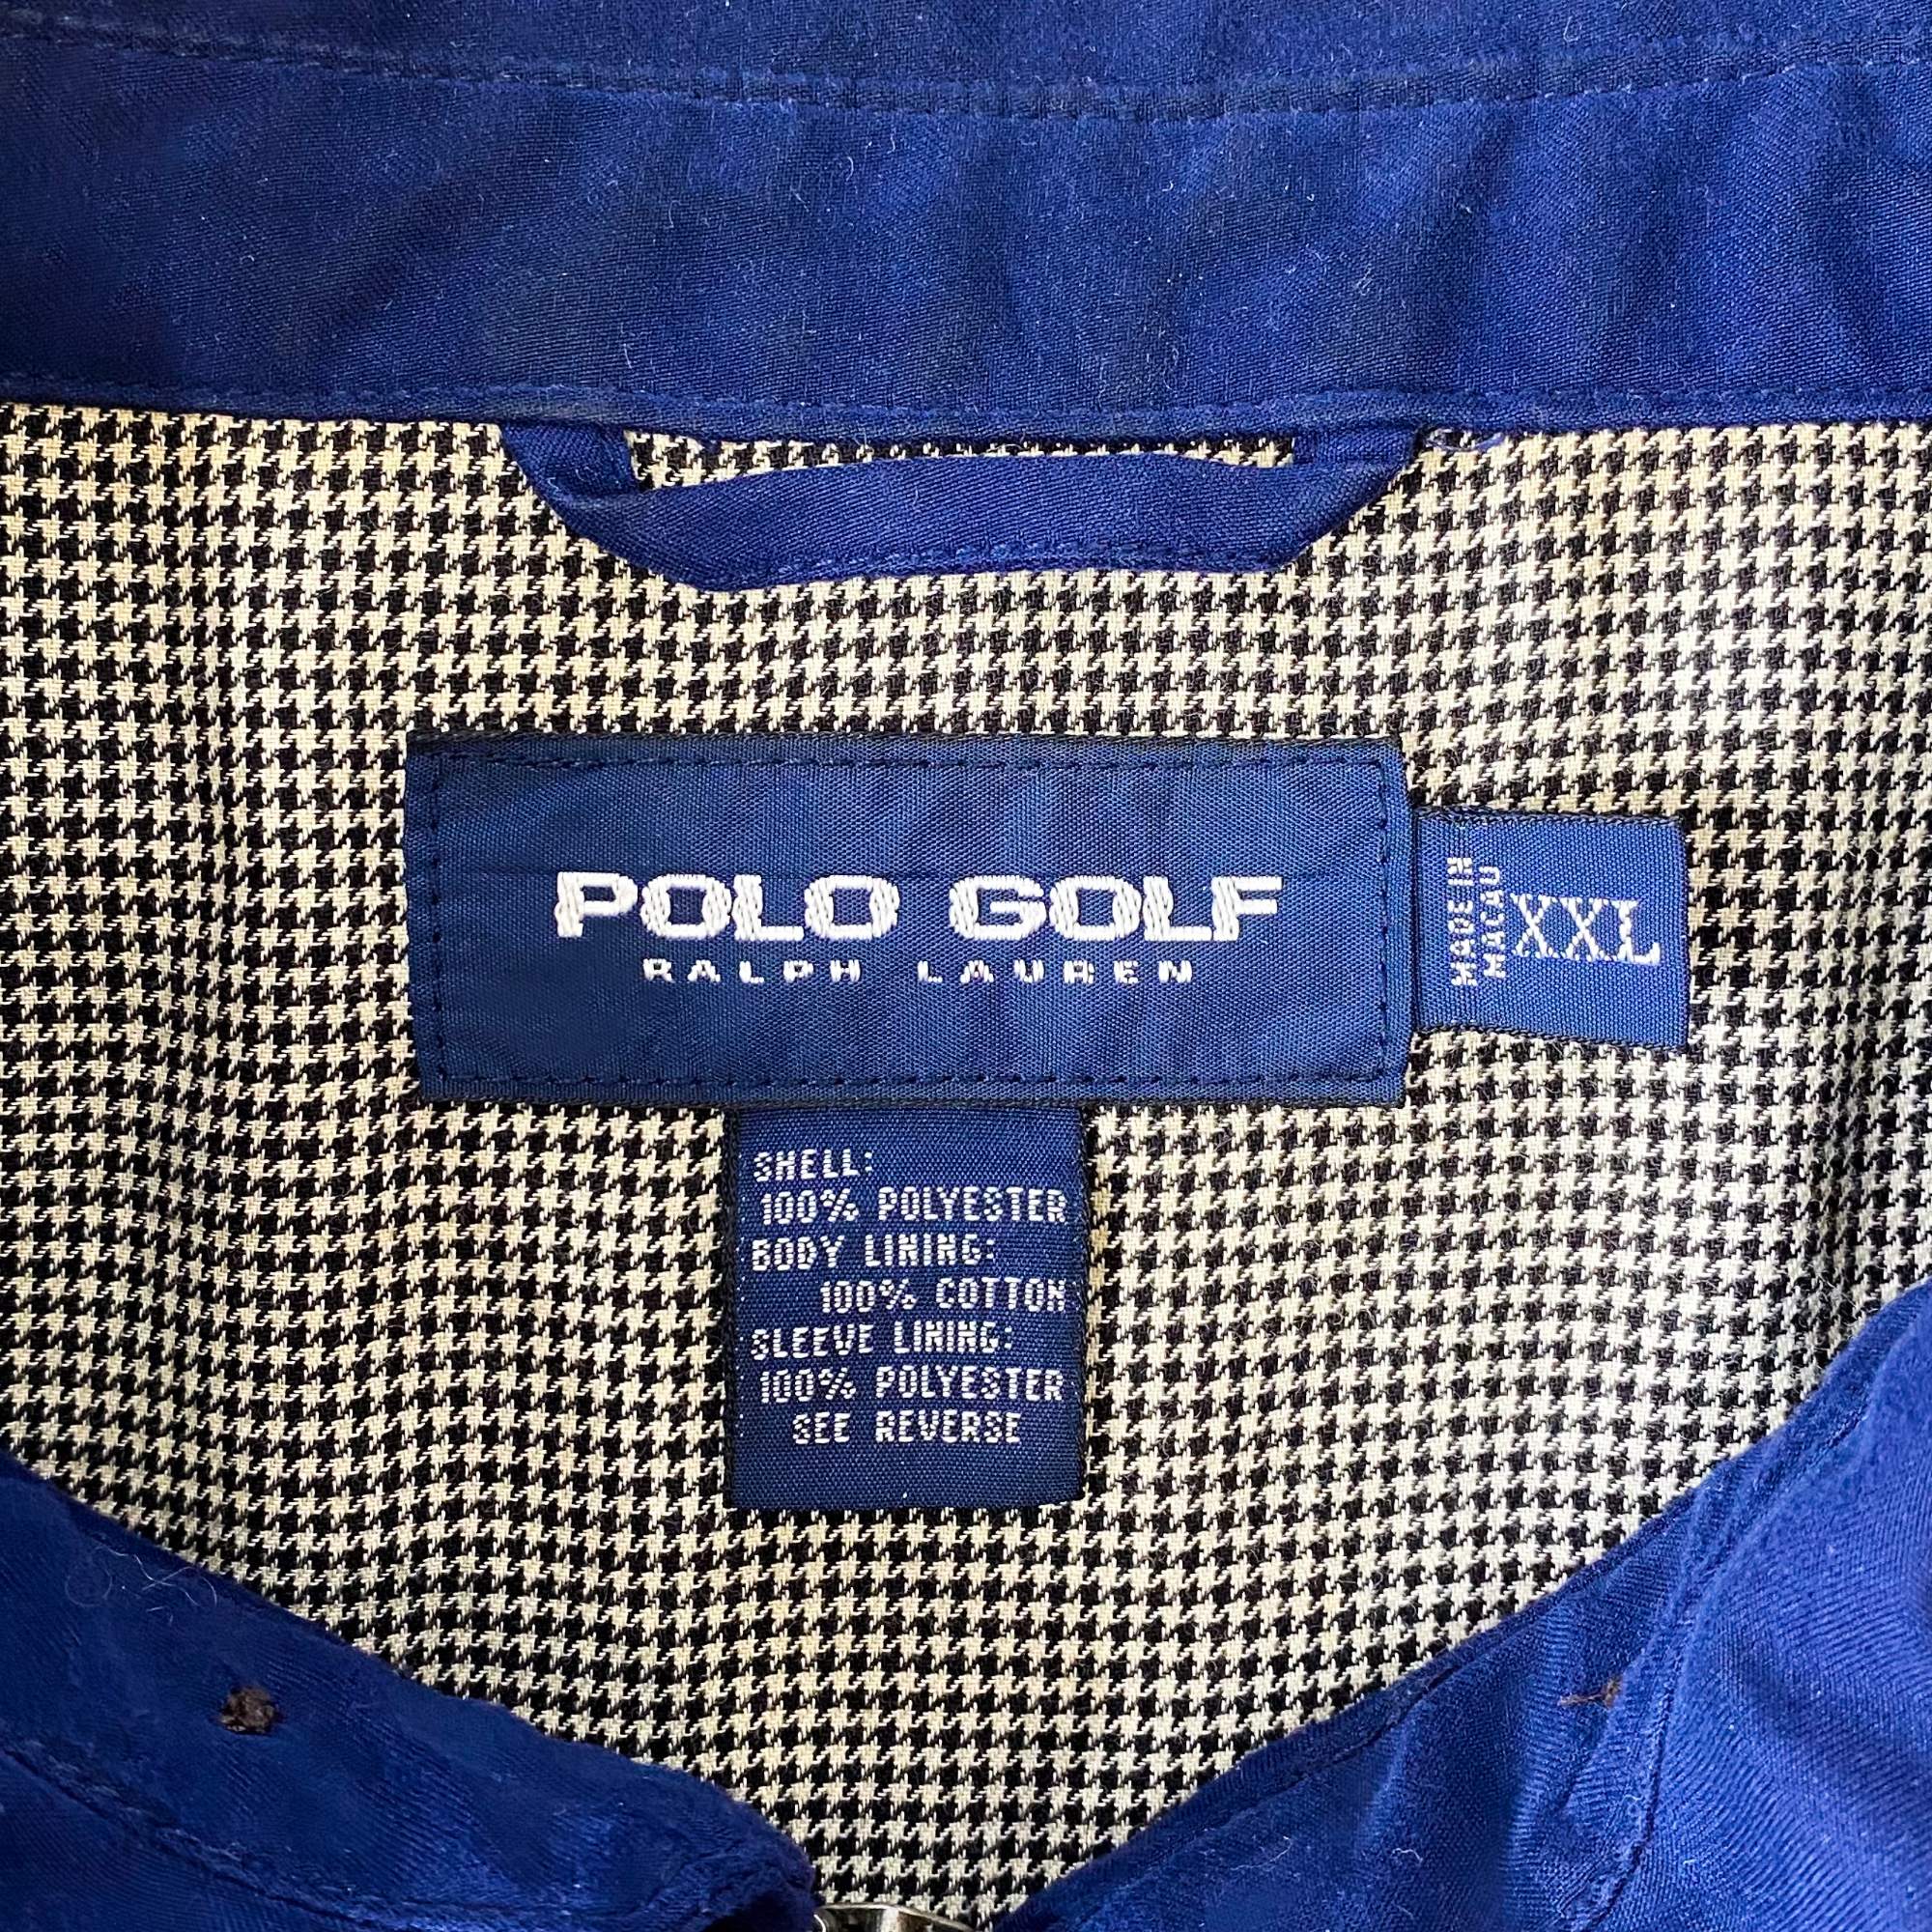 POLO GOLF
RALPH LAUREN
MADE IN
MACAU
XXL
SHELL:
100% POLYESTER
BODY LINING:
100% COTTON
SLEEVE LINING:
100% POLYESTER
SEE REVERSE